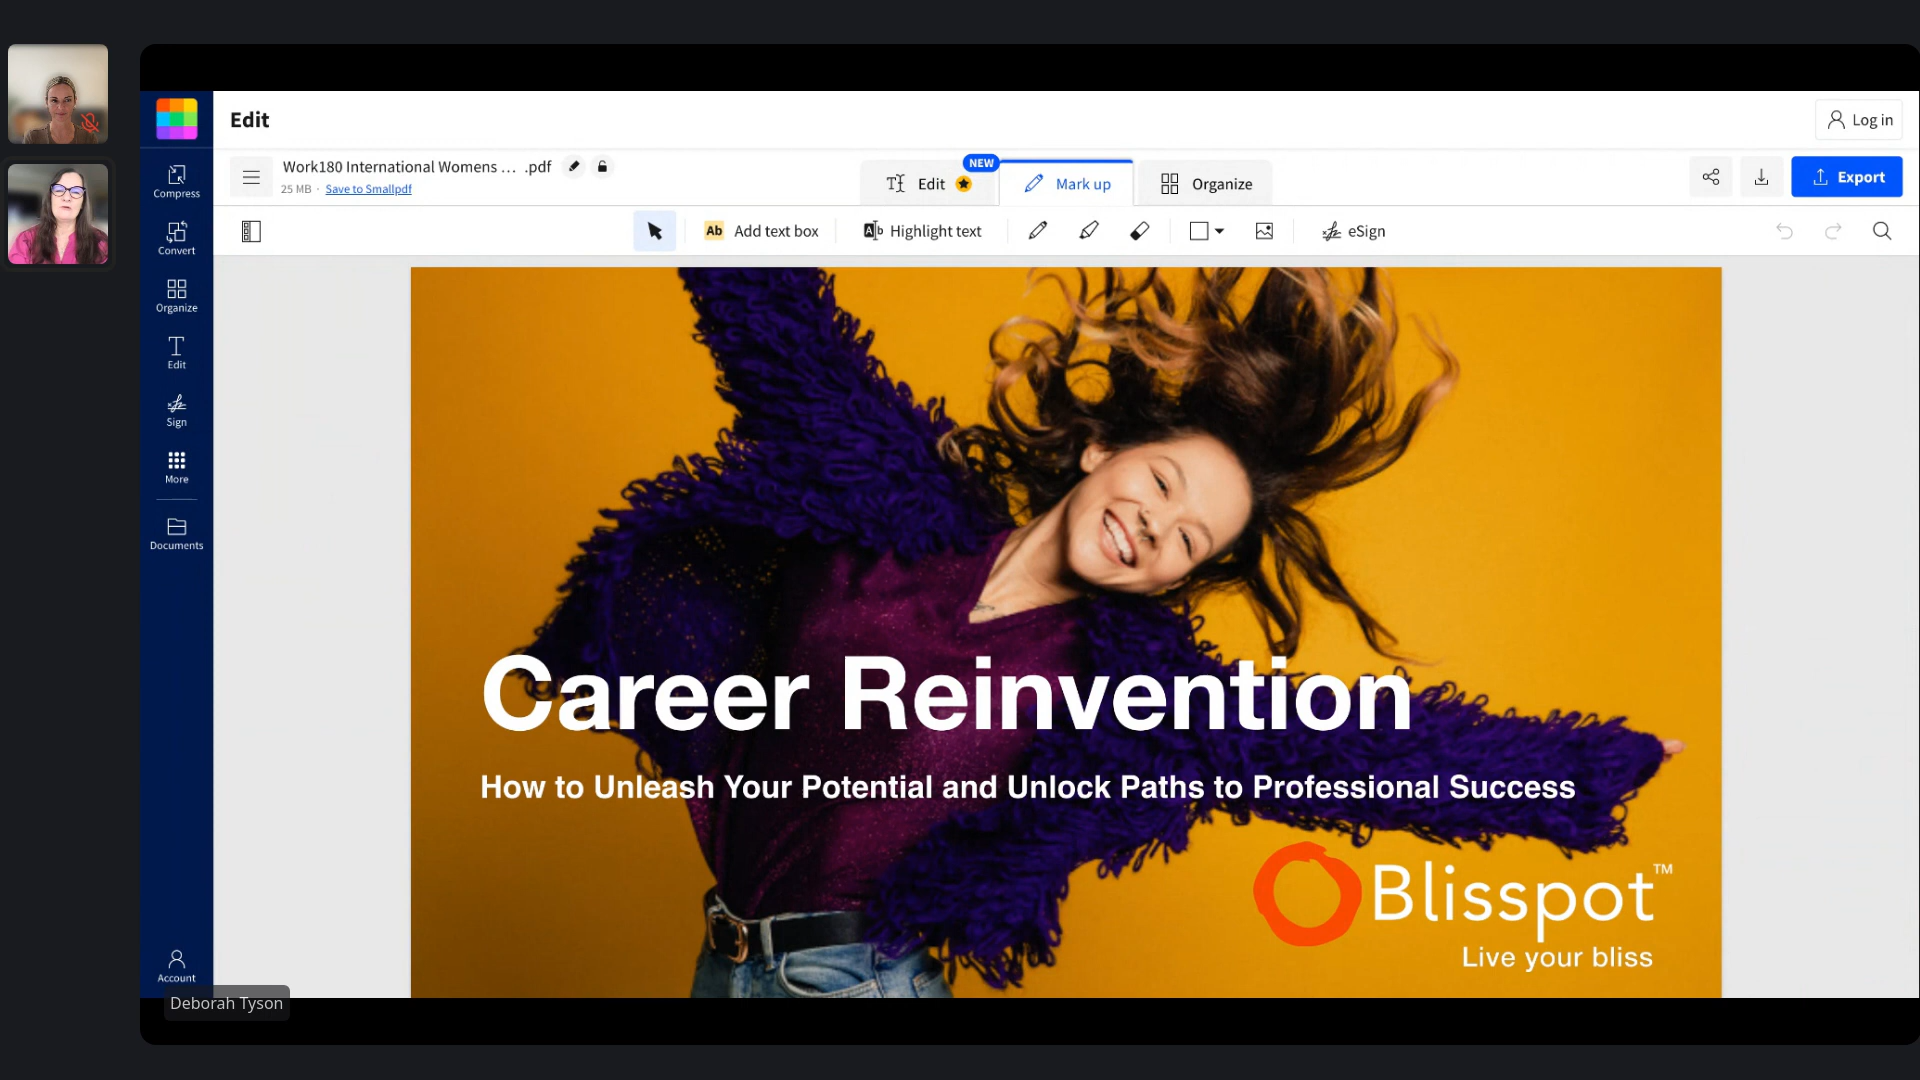 Edit
Log in
Work180 International Womens ... .pdf
25 MB · Save to Smallpdf
Edit
NEW
Mark up
Organize
Export
Ab Add text box
Highlight text
eSign
Compress
Convert
Organize
Edit
Sign
More
Documents
Account
Career Reinvention
How to Unleash Your Potential and Unlock Paths to Professional Success
Blisspot™
Live your bliss
Deborah Tyson